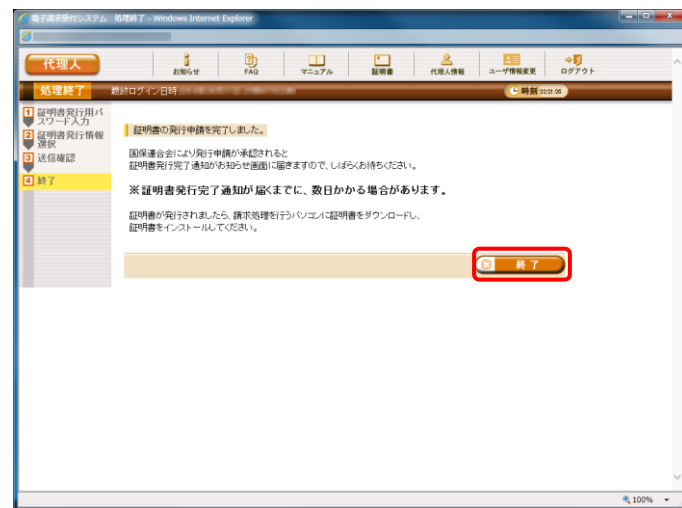 電子請求受付システム 処理終了 - Windows Internet Explorer
代理人
お知らせ
FAQ
マニュアル
証明書
代理人情報
ユーザ情報変更
ログアウト
処理終了
最終ログイン日時:
時刻 22:21:26
1 証明書発行用パ
スワード入力
2 証明書発行情報
選択
3 送信確認
4 終了
証明書の発行申請を完了しました。
国保連合会により発行申請が承認されると
証明書発行完了通知がお知らせ画面に届きますので、しばらくお待ちください。
※証明書発行完了通知が届くまでに、数日かかる場合があります。
証明書が発行されましたら、請求処理を行うパソコンに証明書をダウンロードし、
証明書をインストールしてください。
終了
100%